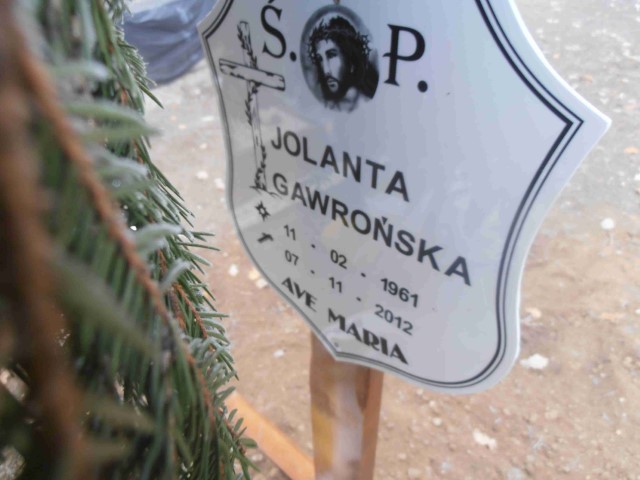 Ś. P.
JOLANTA
GAWROŃSKA
11 - 02 - 1961
07 - 11 - 2012
AVE MARIA